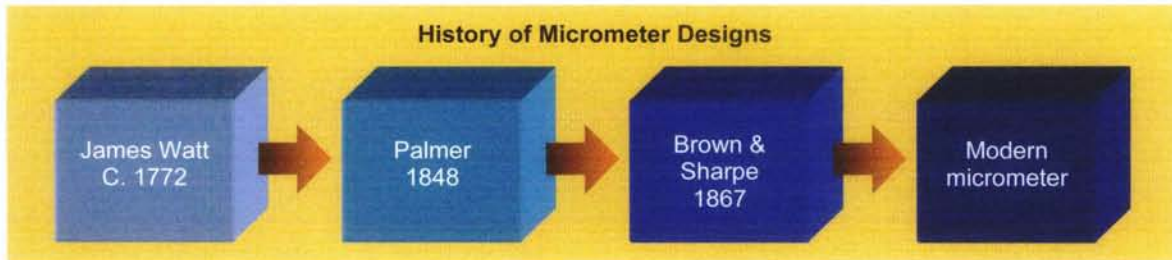 History of Micrometer Designs
James Watt
C. 1772
Palmer
1848
Brown &
Sharpe
1867
Modern
micrometer